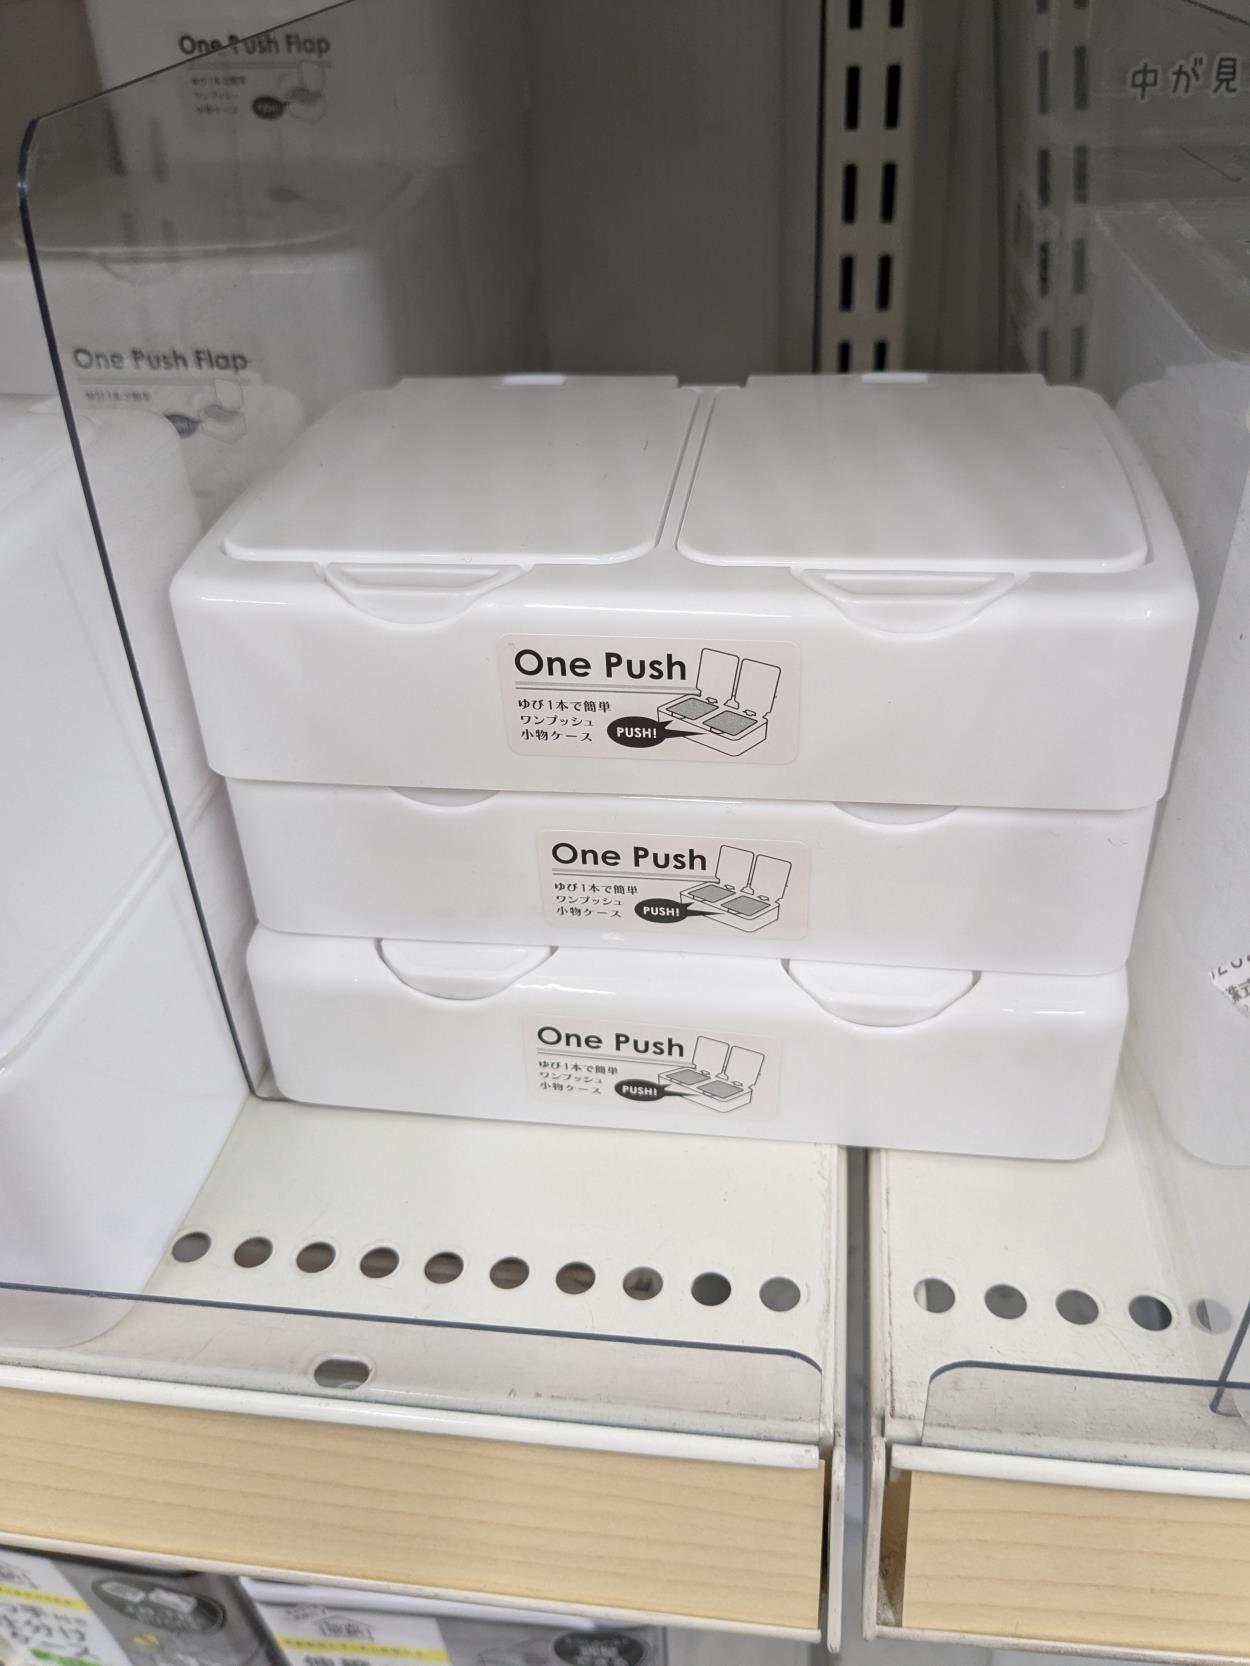 One Push Flap
中が見
One Push Flap
One Push
ゆび1本で簡単
ワンプッシュ
小物ケース
PUSH!
One Push
ゆび1本で簡単
ワンプッシュ
小物ケース
PUSH!
One Push
ゆび1本で簡単
ワンプッシュ
小物ケース
PUSH!